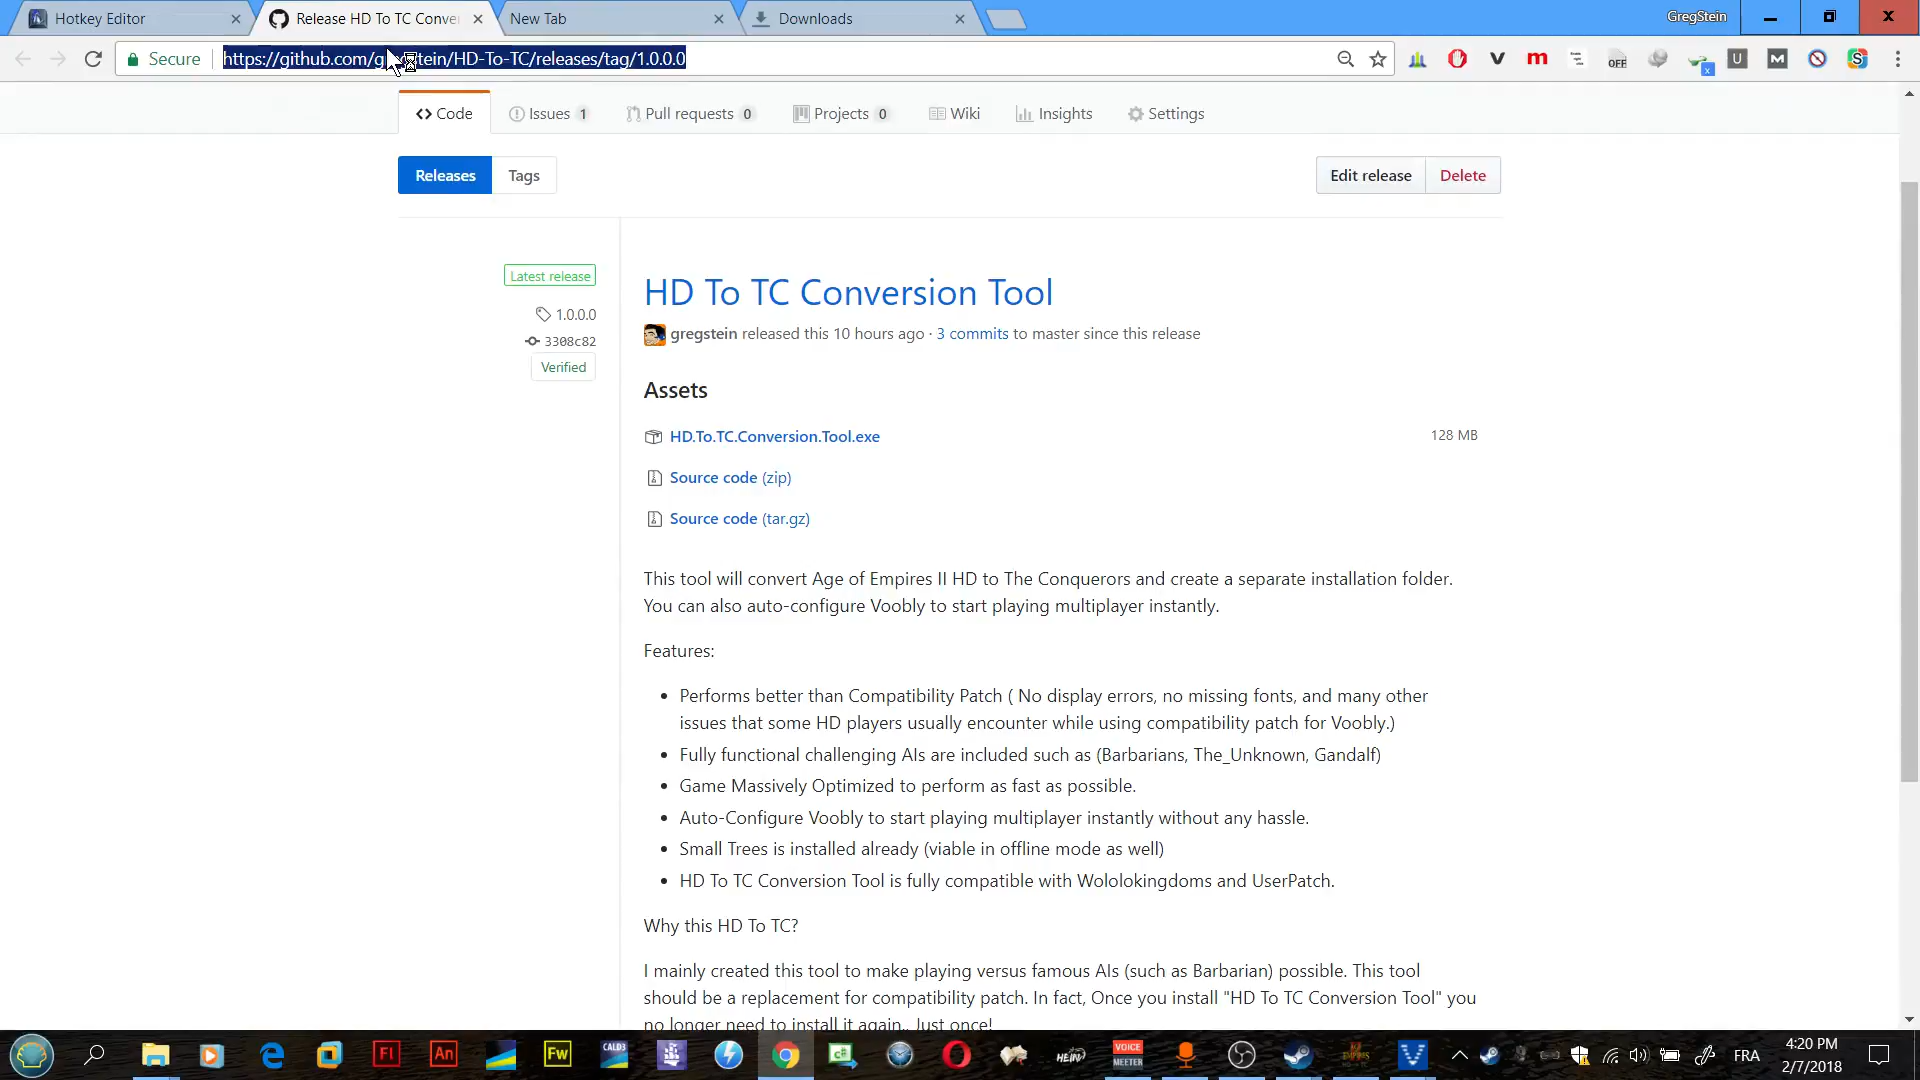 Hotkey Editor
Release HD To TC Conve
New Tab
Downloads
GregStein
Secure
https://github.com/g
tein/HD-To-TC/releases/tag/1.0.0.0
OFF
<> Code
Issues 1
Pull requests 0
Projects 0
Wiki
Insights
Settings
Releases
Tags
Edit release
Delete
Latest release
1.0.0.0
3308c82
Verified
HD To TC Conversion Tool
gregstein released this 10 hours ago · 3 commits to master since this release
Assets
HD.To.TC.Conversion.Tool.exe
128 MB
Source code (zip)
Source code (tar.gz)
This tool will convert Age of Empires II HD to The Conquerors and create a separate installation folder.
You can also auto-configure Voobly to start playing multiplayer instantly.
Features:
Performs better than Compatibility Patch ( No display errors, no missing fonts, and many other
issues that some HD players usually encounter while using compatibility patch for Voobly.)
Fully functional challenging AIs are included such as (Barbarians, The_Unknown, Gandalf)
Game Massively Optimized to perform as fast as possible.
Auto-Configure Voobly to start playing multiplayer instantly without any hassle.
Small Trees is installed already (viable in offline mode as well)
HD To TC Conversion Tool is fully compatible with Wololokingdoms and UserPatch.
Why this HD To TC?
I mainly created this tool to make playing versus famous AIs (such as Barbarian) possible. This tool
should be a replacement for compatibility patch. In fact, Once you install "HD To TC Conversion Tool" you
no longer need to install it again.. Just once!
Fl
An
Fw
CALD3
HEIN
VOICE
MEETER
FRA
4:20 PM
2/7/2018